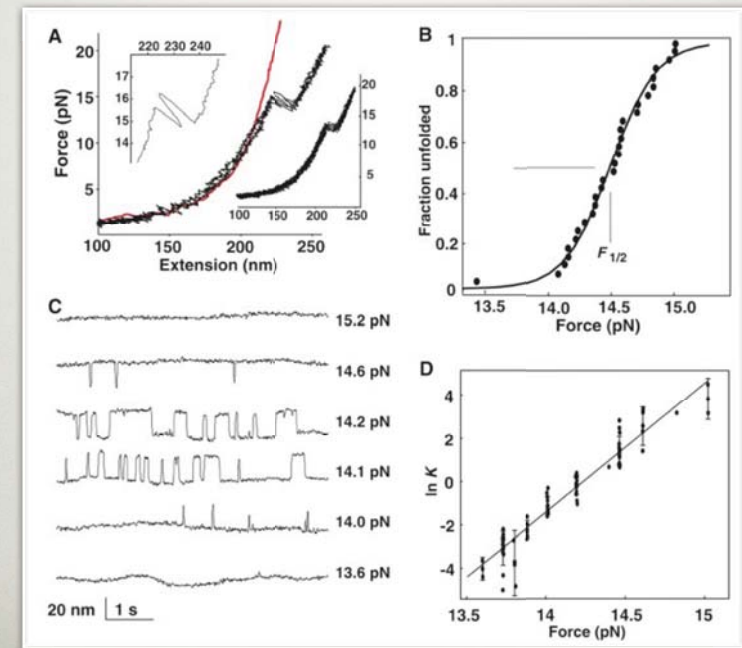 A
220 230 240
17
16
15
14
20
15
10
5
Force (pN)
20
15
10
5
100 150 200 250
100 150 200 250
Extension (nm)
B
1
0.8
0.6
0.4
0.2
0
Fraction unfolded
F1/2
13.5 14.0 14.5 15.0
Force (pN)
C
15.2 pN
14.6 pN
14.2 pN
14.1 pN
14.0 pN
13.6 pN
20 nm 1 s
D
4
2
0
-2
-4
ln K
13.5 14 14.5 15
Force (pN)